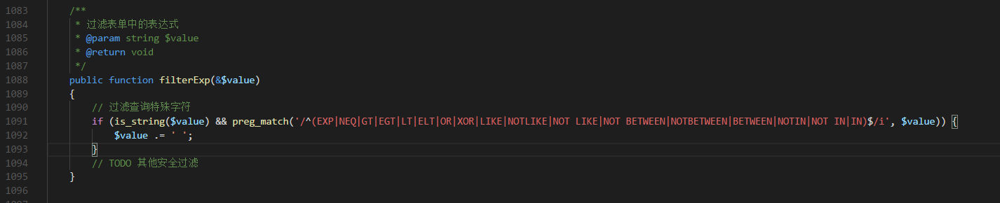 1083 /**
1084 * 过滤表单中的表达式
1085 * @param string $value
1086 * @return void
1087 */
1088 public function filterExp(&$value)
1089 {
1090 // 过滤查询特殊字符
1091 if (is_string($value) && preg_match('/^(EXP|NEQ|GT|EGT|LT|ELT|OR|XOR|LIKE|NOTLIKE|NOT LIKE|NOT BETWEEN|NOTBETWEEN|BETWEEN|NOTIN|NOT IN|IN)$/i', $value)) {
1092 $value .= ' ';
1093 }
1094 // TODO 其他安全过滤
1095 }
1096